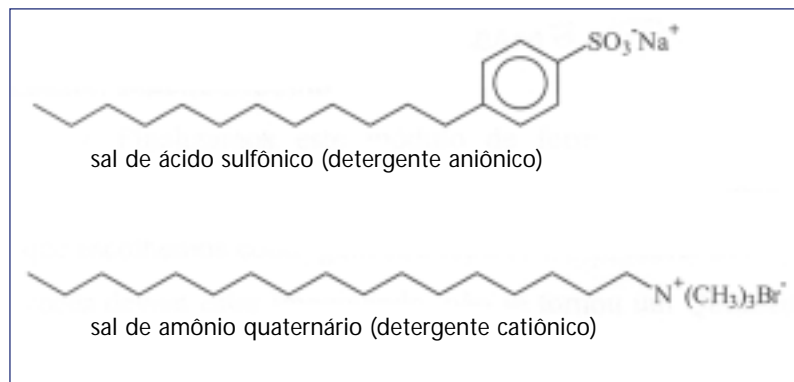 SO₃⁻Na⁺
sal de ácido sulfônico (detergente aniônico)
N⁺(CH₃)₃Br⁻
sal de amônio quaternário (detergente catiônico)